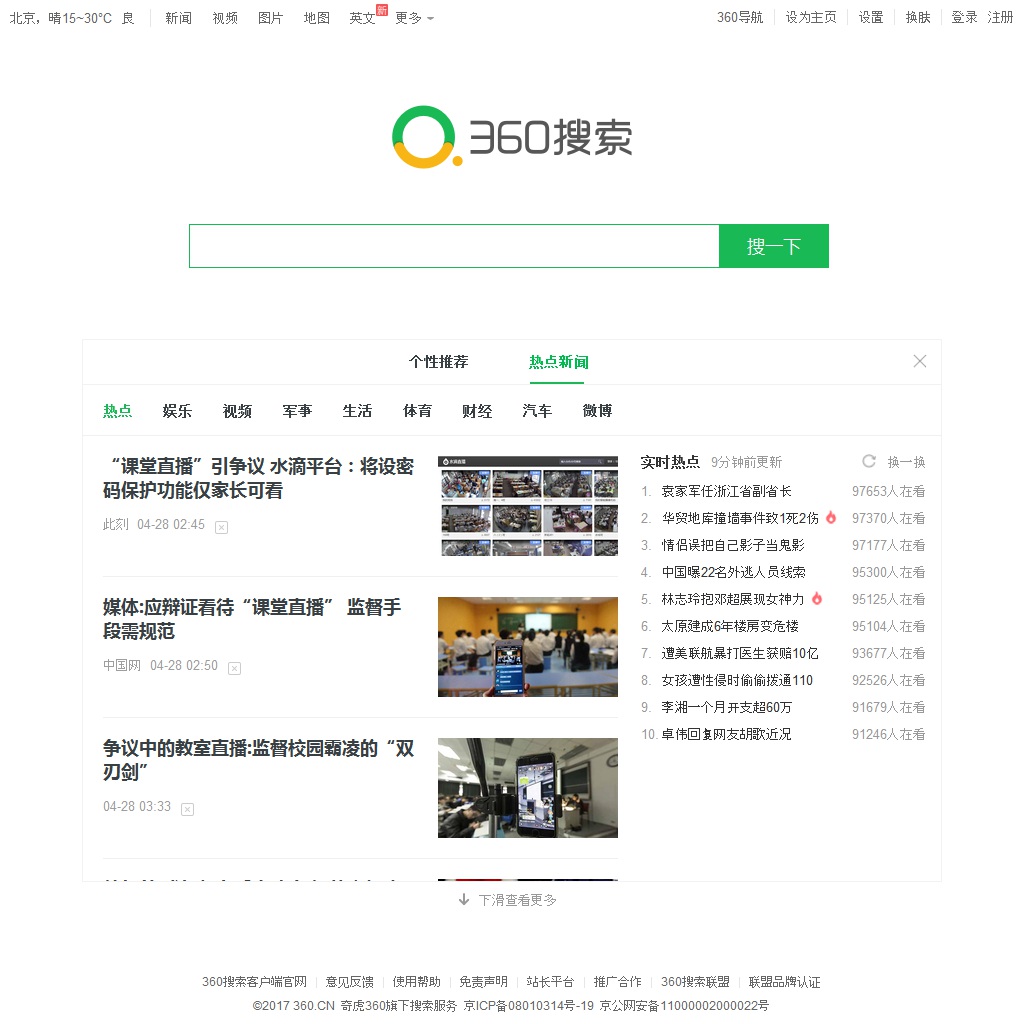 北京，晴15~30℃ 良 新闻 视频 图片 地图 英文 新 更多 360导航 设为主页 设置 换肤 登录 注册
360搜索
搜一下
个性推荐 热点新闻
热点 娱乐 视频 军事 生活 体育 财经 汽车 微博
“课堂直播”引争议 水滴平台：将设密
码保护功能仅家长可看
此刻 04-28 02:45
媒体:应辩证看待“课堂直播” 监督手
段需规范
中国网 04-28 02:50
争议中的教室直播:监督校园霸凌的“双
刃剑”
04-28 03:33
实时热点 9分钟前更新 换一换
1. 袁家军任浙江省副省长 97653人在看
2. 华贸地库撞墙事件致1死2伤 97370人在看
3. 情侣误把自己影子当鬼影 97177人在看
4. 中国曝22名外逃人员线索 95300人在看
5. 林志玲抱邓超展现女神力 95125人在看
6. 太原建成6年楼房变危楼 95104人在看
7. 遭美联航暴打医生获赔10亿 93677人在看
8. 女孩遭性侵时偷偷拨通110 92526人在看
9. 李湘一个月开支超60万 91679人在看
10. 卓伟回复网友胡歌近况 91246人在看
下滑查看更多
360搜索客户端官网 意见反馈 使用帮助 免责声明 站长平台 推广合作 360搜索联盟 联盟品牌认证
©2017 360.CN 奇虎360旗下搜索服务 京ICP备08010314号-19 京公网安备11000002000022号